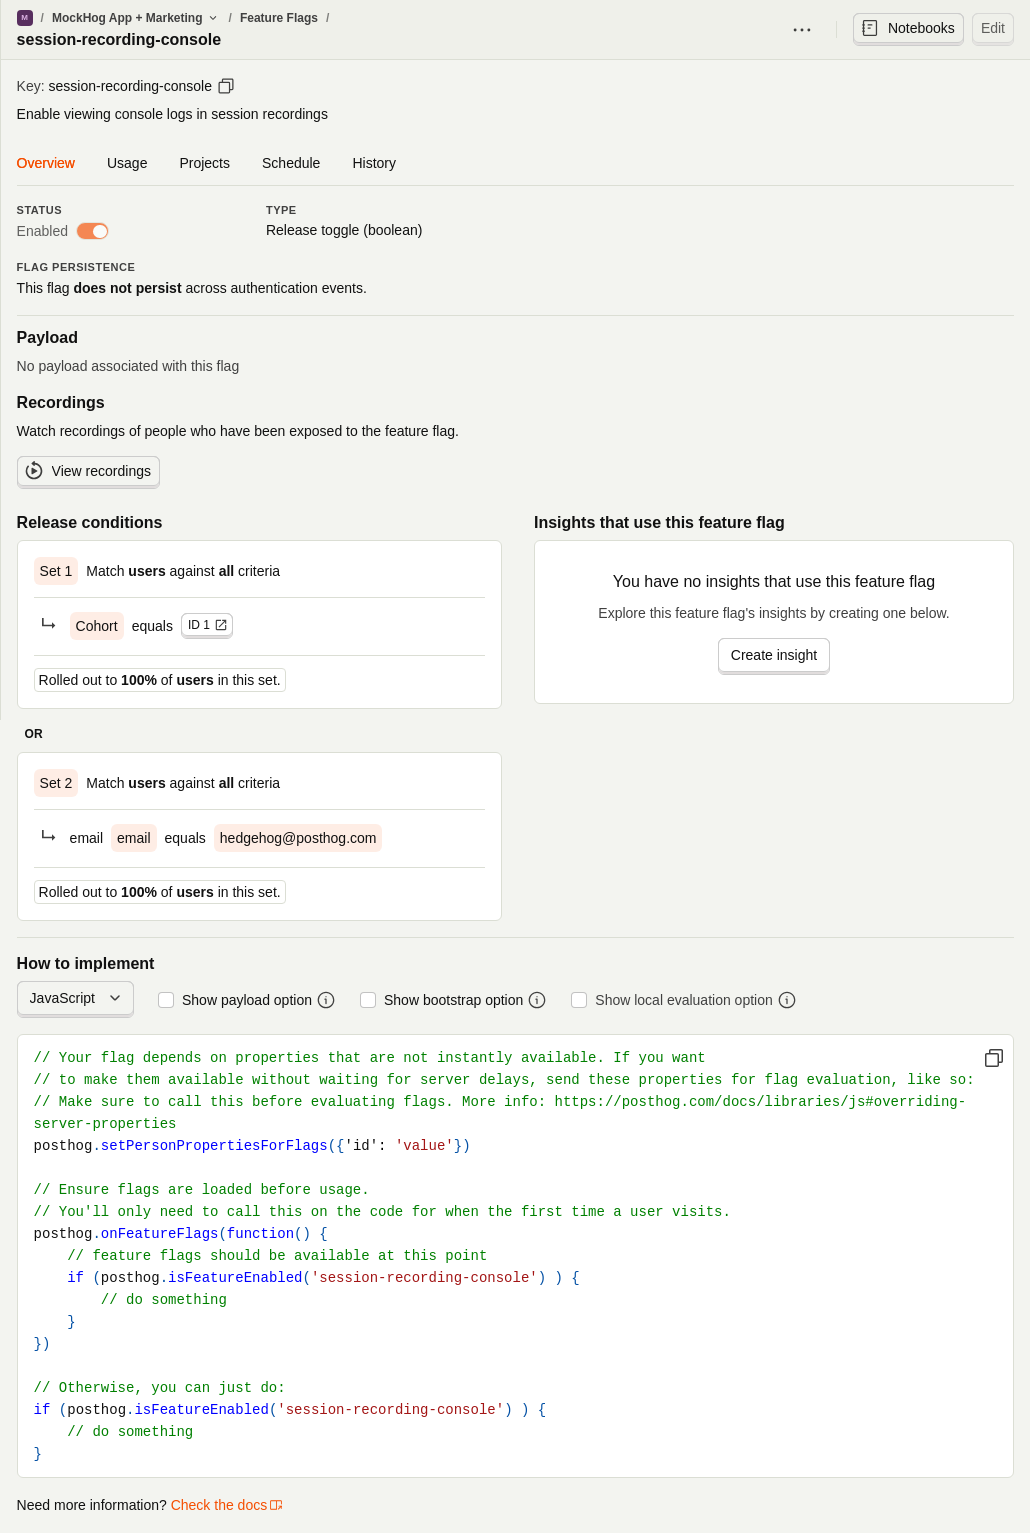 M / MockHog App + Marketing / Feature Flags /
session-recording-console
Notebooks
Edit
Key: session-recording-console
Enable viewing console logs in session recordings
Overview Usage Projects Schedule History
STATUS
Enabled
TYPE
Release toggle (boolean)
FLAG PERSISTENCE
This flag does not persist across authentication events.
Payload
No payload associated with this flag
Recordings
Watch recordings of people who have been exposed to the feature flag.
View recordings
Release conditions
Set 1 Match users against all criteria
Cohort equals ID 1
Rolled out to 100% of users in this set.
OR
Set 2 Match users against all criteria
email email equals hedgehog@posthog.com
Rolled out to 100% of users in this set.
Insights that use this feature flag
You have no insights that use this feature flag
Explore this feature flag's insights by creating one below.
Create insight
How to implement
JavaScript Show payload option Show bootstrap option Show local evaluation option
// Your flag depends on properties that are not instantly available. If you want
// to make them available without waiting for server delays, send these properties for flag evaluation, like so:
// Make sure to call this before evaluating flags. More info: https://posthog.com/docs/libraries/js#overriding-
server-properties
posthog.setPersonPropertiesForFlags({'id': 'value'})
// Ensure flags are loaded before usage.
// You'll only need to call this on the code for when the first time a user visits.
posthog.onFeatureFlags(function() {
    // feature flags should be available at this point
    if (posthog.isFeatureEnabled('session-recording-console') ) {
        // do something
    }
})
// Otherwise, you can just do:
if (posthog.isFeatureEnabled('session-recording-console') ) {
    // do something
}
Need more information? Check the docs